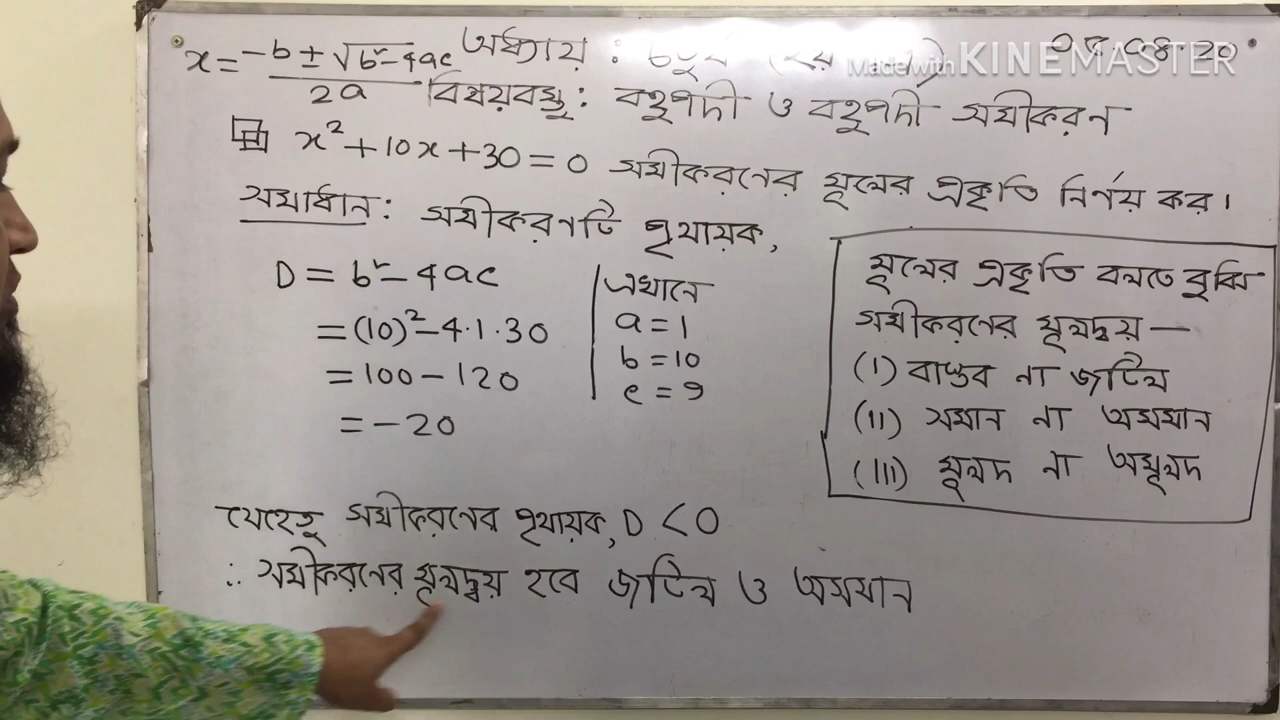 x = -b ± √b²-4ac / 2a
অধ্যায় :
Made with KINEMASTER
বিষয়বস্তু : বহুপদী ও বহুপদী সমীকরণ
x² + 10x + 30 = 0 সমীকরণের মূলের প্রকৃতি নির্ণয় কর।
সমাধান : সমীকরণটি পৃথায়ক,
D = b² - 4ac
= (10)² - 4·1·30
= 100 - 120
= -20
এখানে
a = 1
b = 10
c = 9
মূলের প্রকৃতি বলতে বুঝি
সমীকরণের মূলদ্বয় —
(i) বাস্তব না জটিল
(ii) সমান না অসমান
(iii) মূলদ না অমূলদ
যেহেতু সমীকরণের পৃথায়ক, D < 0
∴ সমীকরণের মূলদ্বয় হবে জটিল ও অসমান